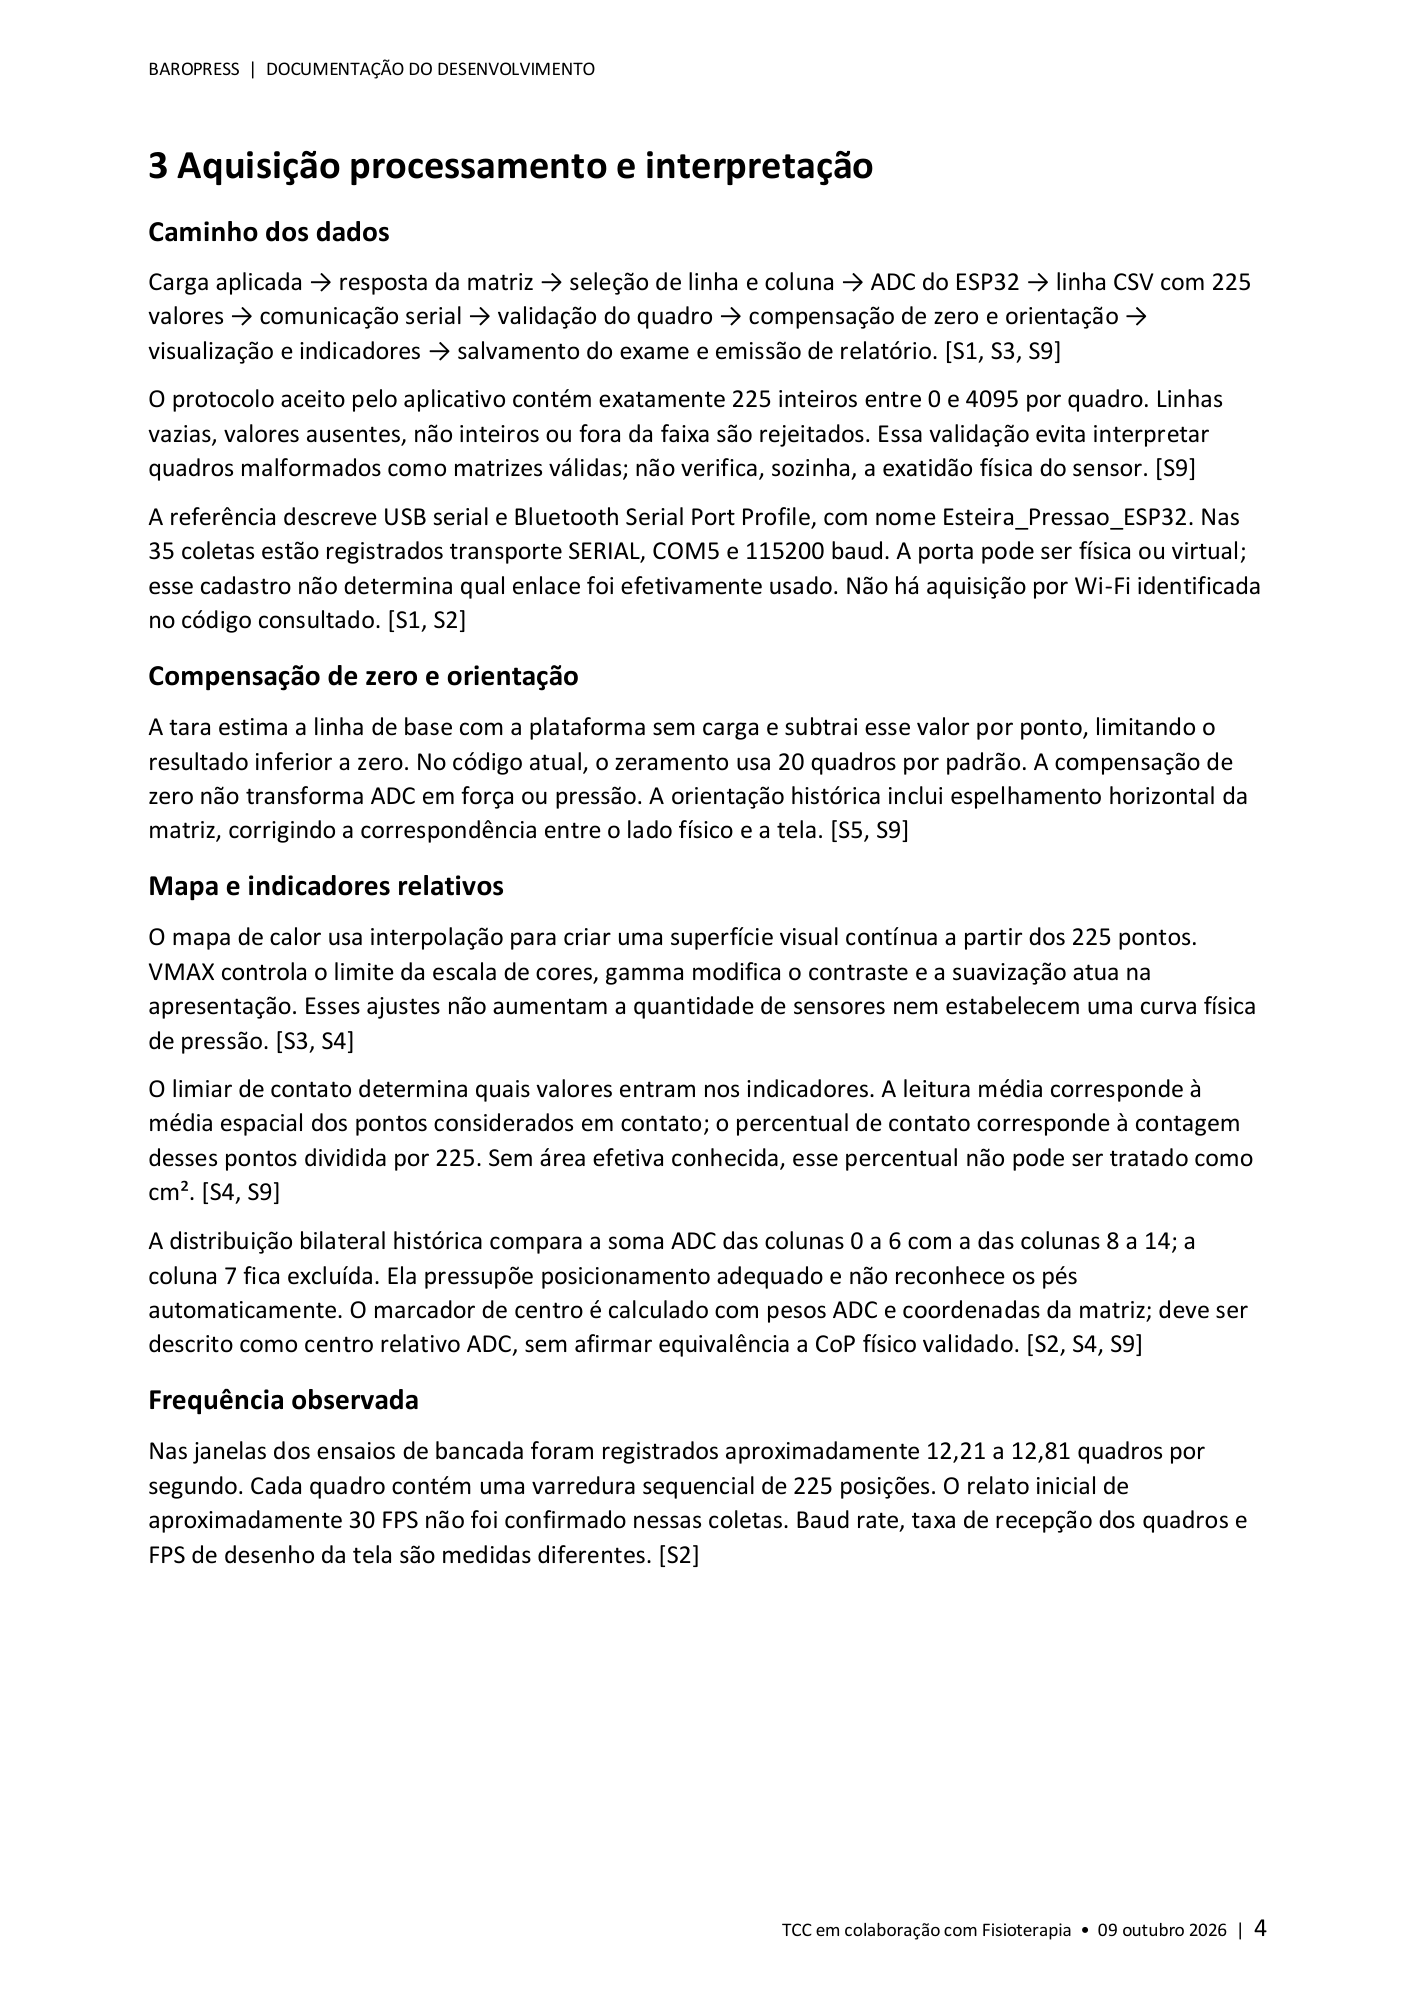 BAROPRESS | DOCUMENTAÇÃO DO DESENVOLVIMENTO
3 Aquisição processamento e interpretação
Caminho dos dados
Carga aplicada → resposta da matriz → seleção de linha e coluna → ADC do ESP32 → linha CSV com 225
valores → comunicação serial → validação do quadro → compensação de zero e orientação →
visualização e indicadores → salvamento do exame e emissão de relatório. [S1, S3, S9]
O protocolo aceito pelo aplicativo contém exatamente 225 inteiros entre 0 e 4095 por quadro. Linhas
vazias, valores ausentes, não inteiros ou fora da faixa são rejeitados. Essa validação evita interpretar
quadros malformados como matrizes válidas; não verifica, sozinha, a exatidão física do sensor. [S9]
A referência descreve USB serial e Bluetooth Serial Port Profile, com nome Esteira_Pressao_ESP32. Nas
35 coletas estão registrados transporte SERIAL, COM5 e 115200 baud. A porta pode ser física ou virtual;
esse cadastro não determina qual enlace foi efetivamente usado. Não há aquisição por Wi-Fi identificada
no código consultado. [S1, S2]
Compensação de zero e orientação
A tara estima a linha de base com a plataforma sem carga e subtrai esse valor por ponto, limitando o
resultado inferior a zero. No código atual, o zeramento usa 20 quadros por padrão. A compensação de
zero não transforma ADC em força ou pressão. A orientação histórica inclui espelhamento horizontal da
matriz, corrigindo a correspondência entre o lado físico e a tela. [S5, S9]
Mapa e indicadores relativos
O mapa de calor usa interpolação para criar uma superfície visual contínua a partir dos 225 pontos.
VMAX controla o limite da escala de cores, gamma modifica o contraste e a suavização atua na
apresentação. Esses ajustes não aumentam a quantidade de sensores nem estabelecem uma curva física
de pressão. [S3, S4]
O limiar de contato determina quais valores entram nos indicadores. A leitura média corresponde à
média espacial dos pontos considerados em contato; o percentual de contato corresponde à contagem
desses pontos dividida por 225. Sem área efetiva conhecida, esse percentual não pode ser tratado como
cm². [S4, S9]
A distribuição bilateral histórica compara a soma ADC das colunas 0 a 6 com a das colunas 8 a 14; a
coluna 7 fica excluída. Ela pressupõe posicionamento adequado e não reconhece os pés
automaticamente. O marcador de centro é calculado com pesos ADC e coordenadas da matriz; deve ser
descrito como centro relativo ADC, sem afirmar equivalência a CoP físico validado. [S2, S4, S9]
Frequência observada
Nas janelas dos ensaios de bancada foram registrados aproximadamente 12,21 a 12,81 quadros por
segundo. Cada quadro contém uma varredura sequencial de 225 posições. O relato inicial de
aproximadamente 30 FPS não foi confirmado nessas coletas. Baud rate, taxa de recepção dos quadros e
FPS de desenho da tela são medidas diferentes. [S2]
TCC em colaboração com Fisioterapia • 09 outubro 2026 | 4